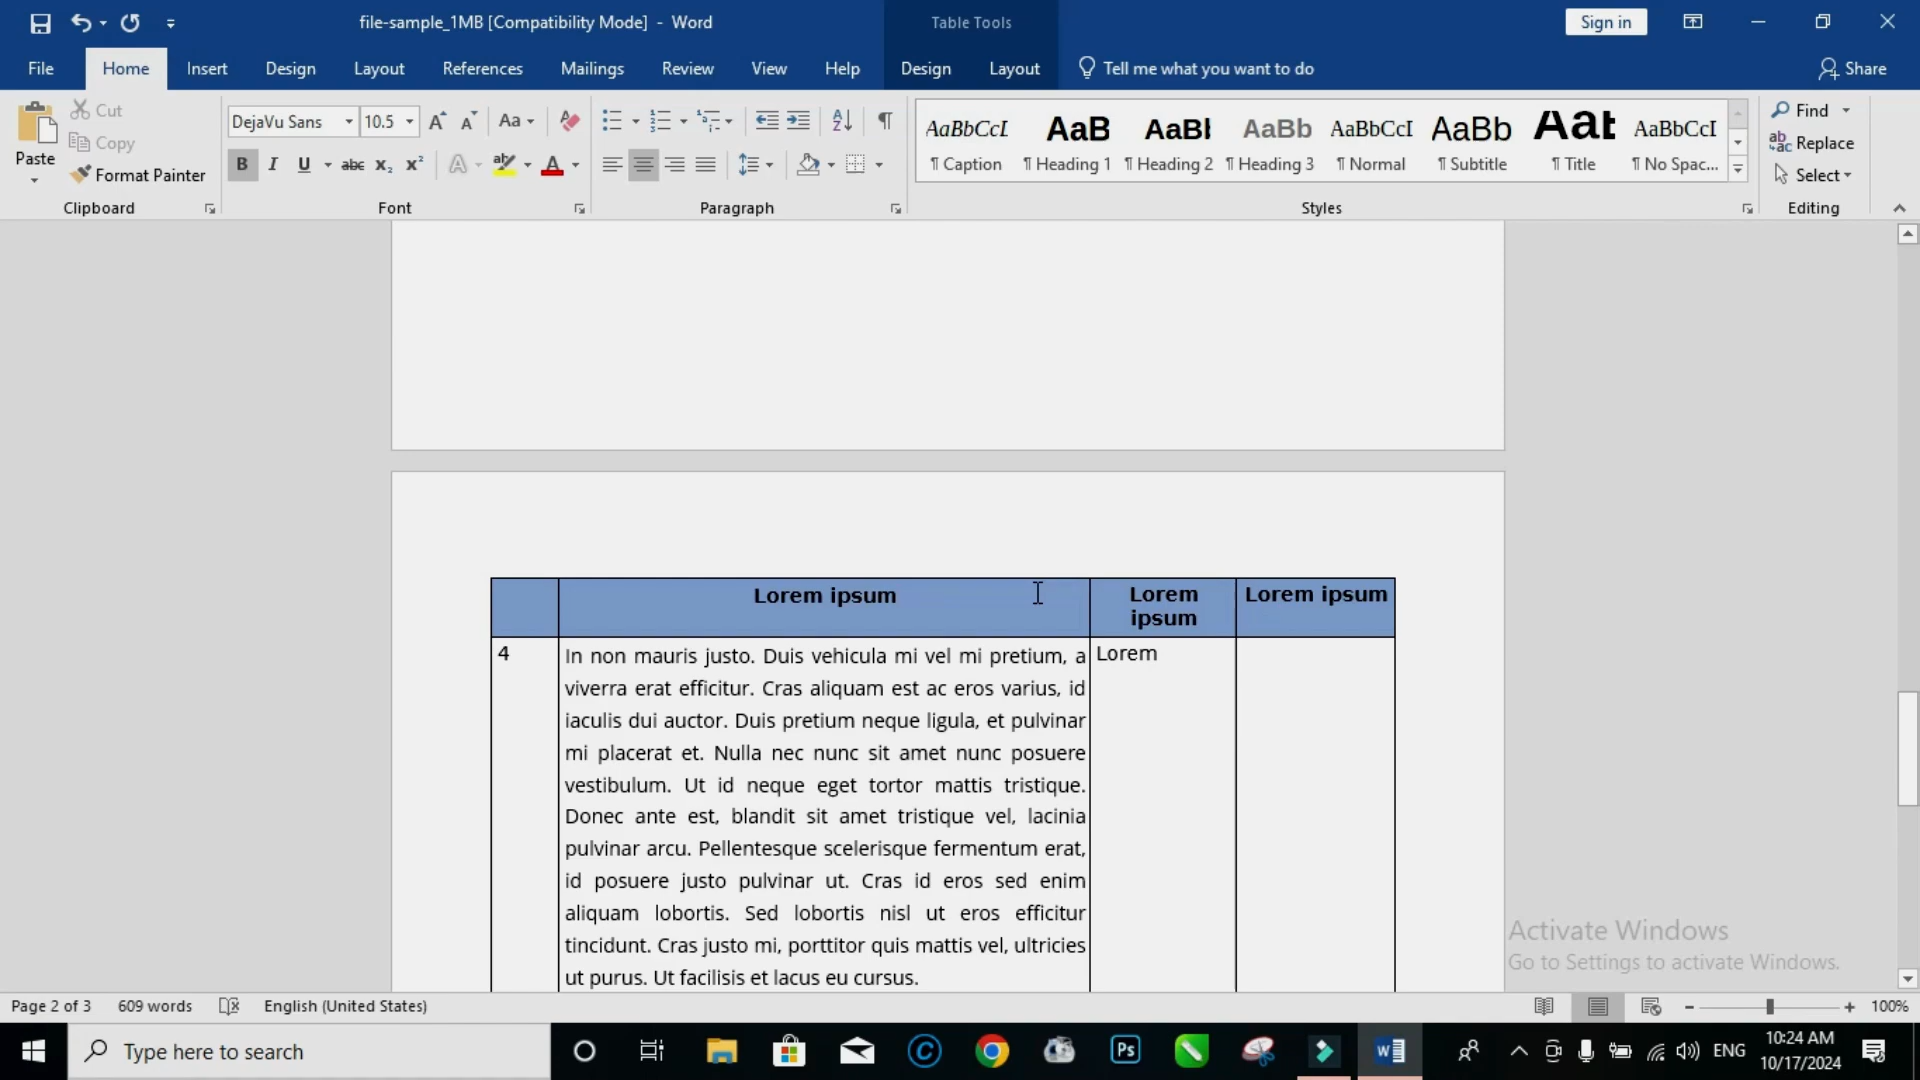 file-sample_1MB [Compatibility Mode] - Word
Table Tools
Sign in
File Home Insert Design Layout References Mailings Review View Help Design Layout Tell me what you want to do Share
Paste
Cut
Copy
Format Painter
Clipboard
DejaVu Sans 10.5 Aa
B I U abc x₂ x² A A
Font
Paragraph
AaBbCcI AaB AaBI AaBb AaBbCcI AaBb Aat AaBbCcI
¶ Caption ¶ Heading 1 ¶ Heading 2 ¶ Heading 3 ¶ Normal ¶ Subtitle ¶ Title ¶ No Spac...
Styles
Find
Replace
Select
Editing
Lorem ipsum Lorem ipsum Lorem ipsum
4 In non mauris justo. Duis vehicula mi vel mi pretium, a Lorem
viverra erat efficitur. Cras aliquam est ac eros varius, id
iaculis dui auctor. Duis pretium neque ligula, et pulvinar
mi placerat et. Nulla nec nunc sit amet nunc posuere
vestibulum. Ut id neque eget tortor mattis tristique.
Donec ante est, blandit sit amet tristique vel, lacinia
pulvinar arcu. Pellentesque scelerisque fermentum erat,
id posuere justo pulvinar ut. Cras id eros sed enim
aliquam lobortis. Sed lobortis nisl ut eros efficitur
tincidunt. Cras justo mi, porttitor quis mattis vel, ultricies
ut purus. Ut facilisis et lacus eu cursus.
Activate Windows
Go to Settings to activate Windows.
Page 2 of 3 609 words English (United States) 100%
Type here to search
Ps
ENG
10:24 AM
10/17/2024